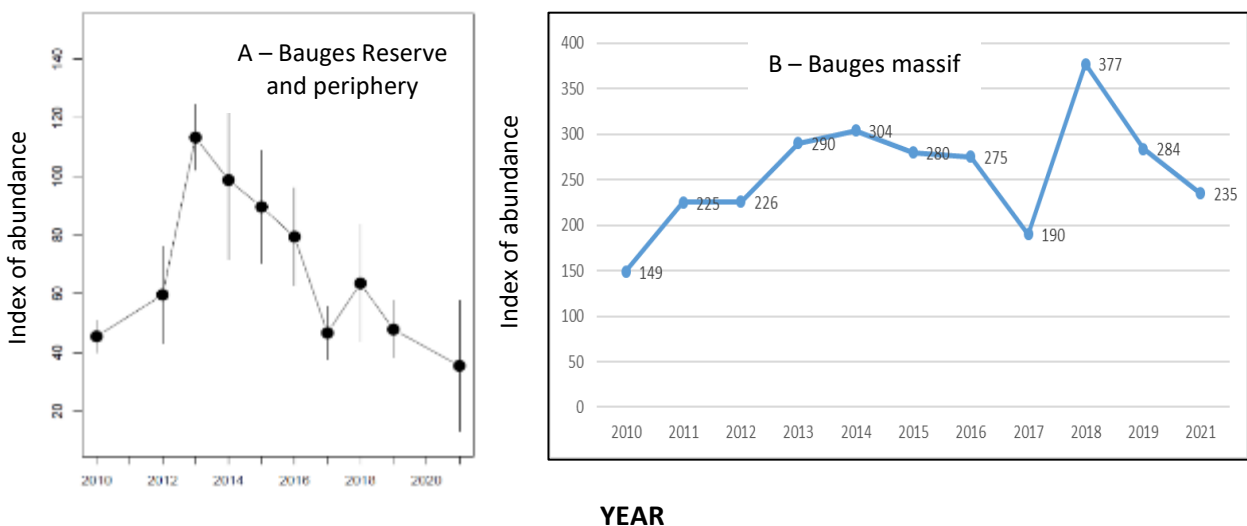 A – Bauges Reserve
and periphery
Index of abundance
140
120
100
80
60
40
20
2010 2012 2014 2016 2018 2020
B – Bauges massif
Index of abundance
400
350
300
250
200
150
100
50
0
149 225 226 290 304 280 275 190 377 284 235
2010 2011 2012 2013 2014 2015 2016 2017 2018 2019 2021
YEAR